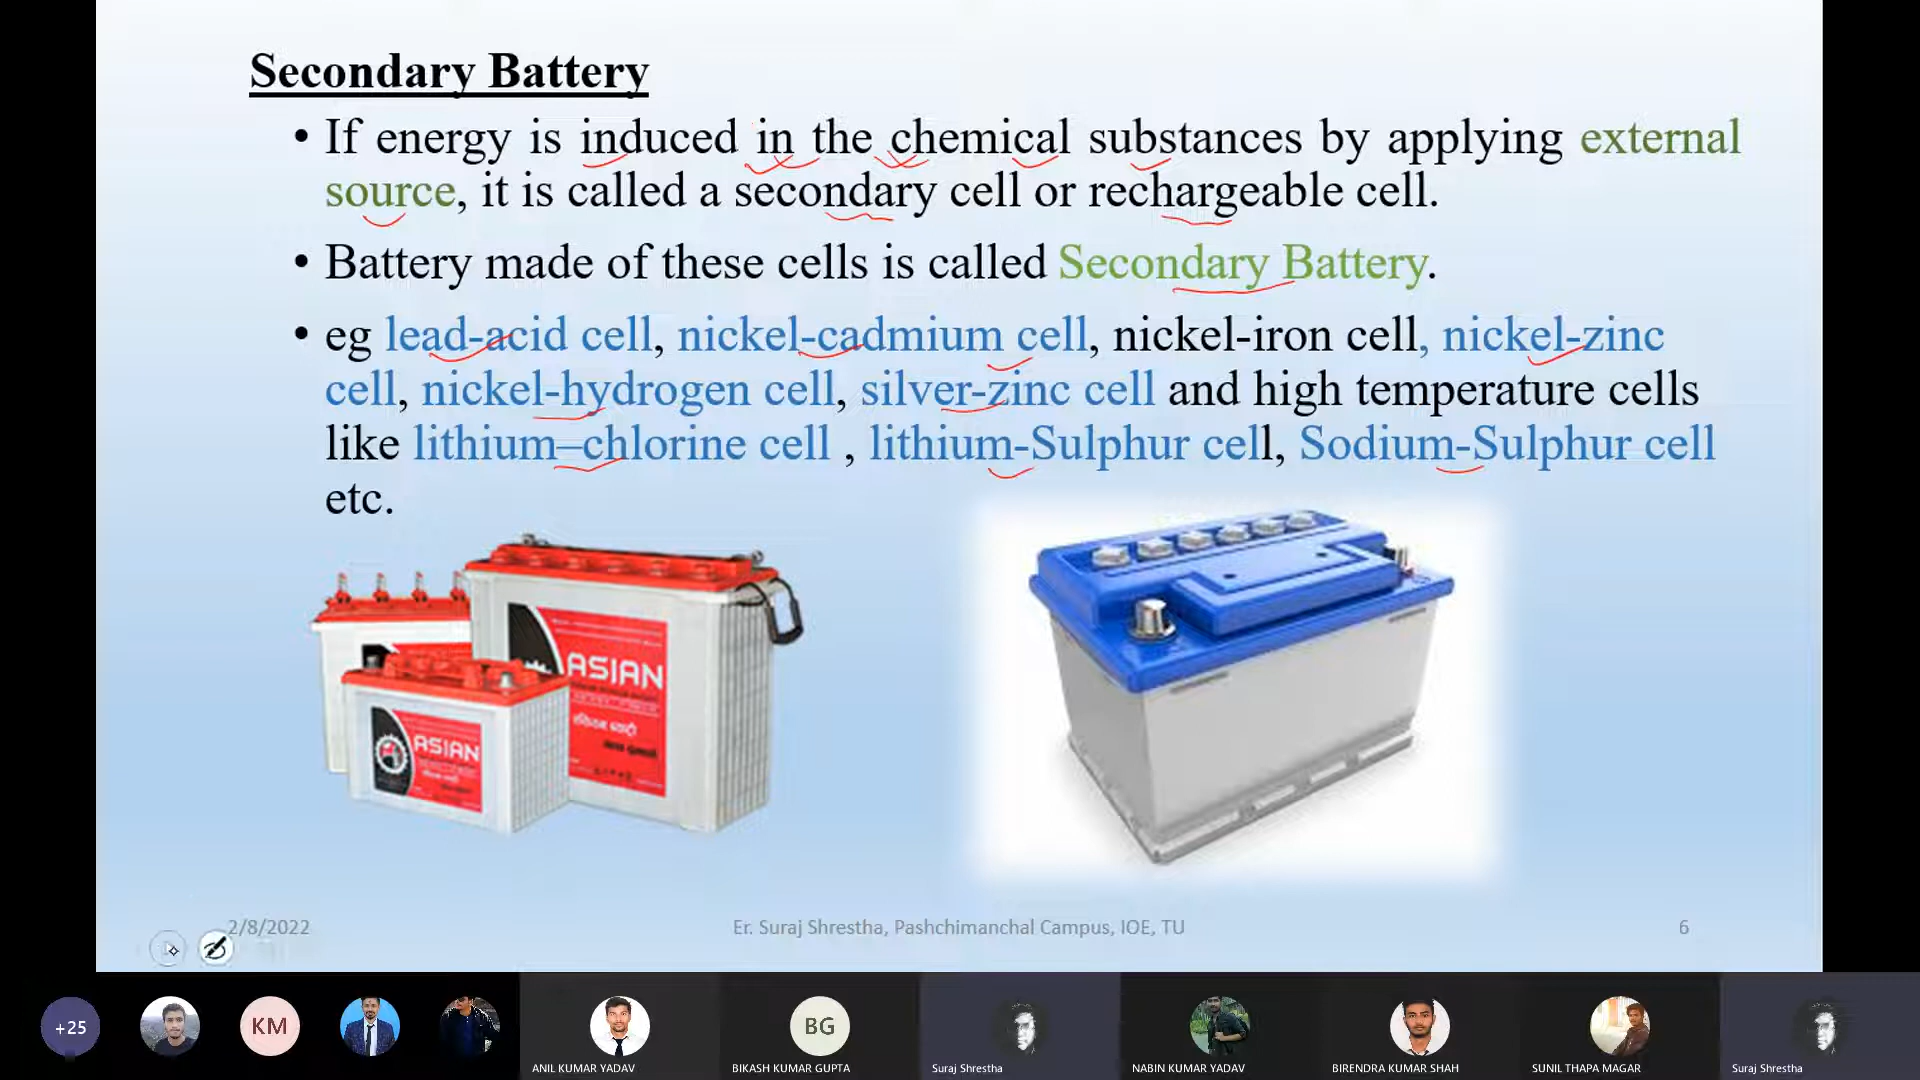 Secondary Battery
• If energy is induced in the chemical substances by applying external
source, it is called a secondary cell or rechargeable cell.
• Battery made of these cells is called Secondary Battery.
• eg lead-acid cell, nickel-cadmium cell, nickel-iron cell, nickel-zinc
cell, nickel-hydrogen cell, silver-zinc cell and high temperature cells
like lithium–chlorine cell , lithium-Sulphur cell, Sodium-Sulphur cell
etc.
ASIAN
ASIAN
2/8/2022
Er. Suraj Shrestha, Pashchimanchal Campus, IOE, TU
6
+25
KM
BG
ANIL KUMAR YADAV
BIKASH KUMAR GUPTA
Suraj Shrestha
NABIN KUMAR YADAV
BIRENDRA KUMAR SHAH
SUNIL THAPA MAGAR
Suraj Shrestha